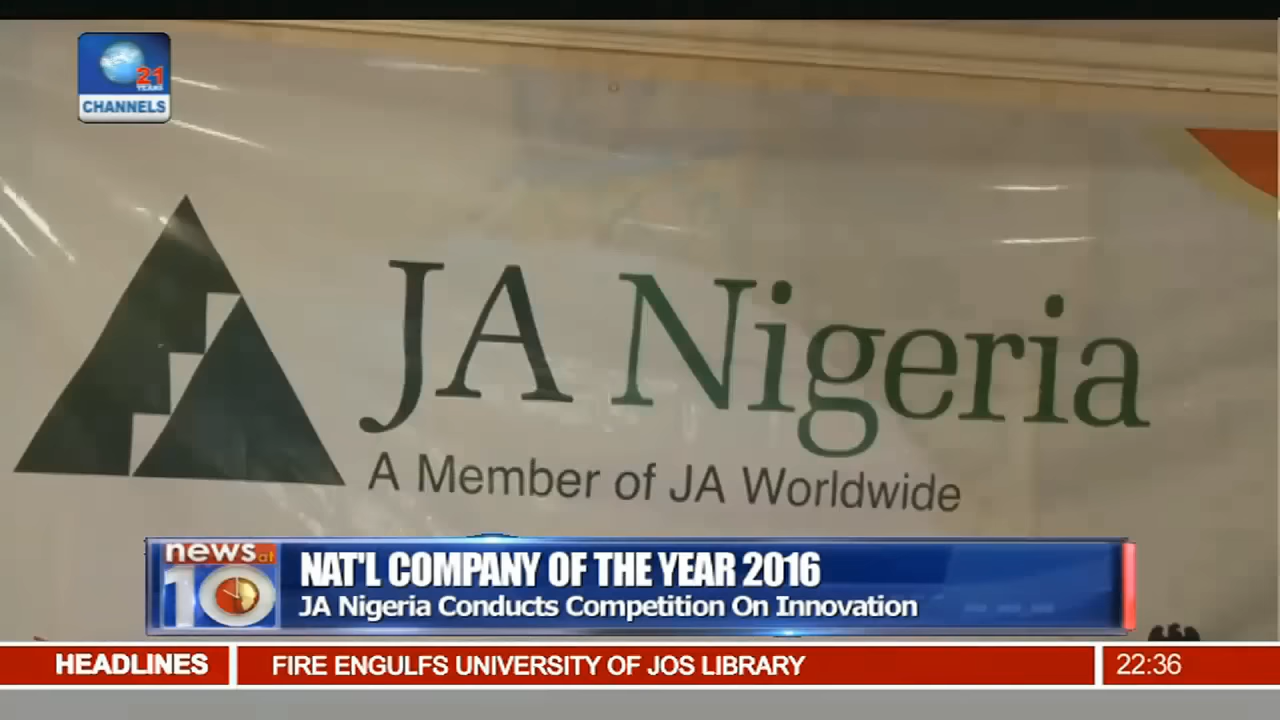 21
YEARS
CHANNELS
JA Nigeria
A Member of JA Worldwide
news at
10
NAT'L COMPANY OF THE YEAR 2016
JA Nigeria Conducts Competition On Innovation
HEADLINES
FIRE ENGULFS UNIVERSITY OF JOS LIBRARY
22:36